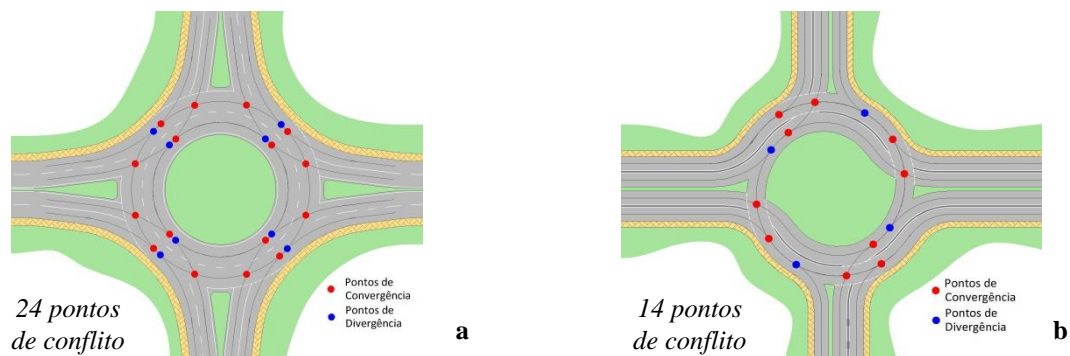 Pontos de
Convergência
Pontos de
Divergência
24 pontos
de conflito
a
Pontos de
Convergência
Pontos de
Divergência
14 pontos
de conflito
b